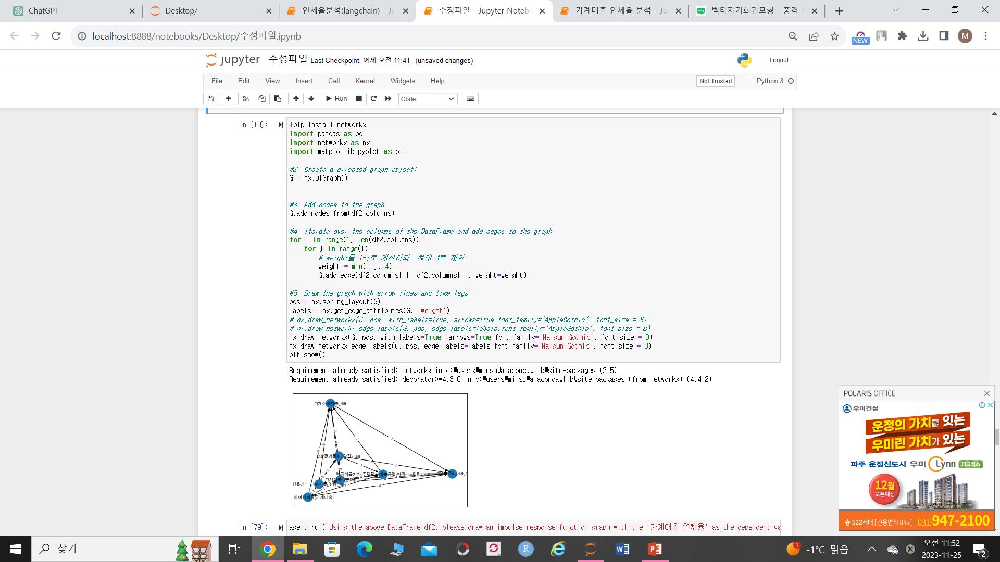 ChatGPT
Desktop/
연체율분석(langchain) - Ju
수정파일 - Jupyter Notebo
가계대출 연체율 분석 - Ju
벡터자기회귀모형 - 충격-
localhost:8888/notebooks/Desktop/수정파일.ipynb
NEW
M
jupyter 수정파일 Last Checkpoint: 어제 오전 11:41 (unsaved changes)
Logout
File Edit View Insert Cell Kernel Widgets Help
Not Trusted
Python 3
Run
Code
In [10]:
!pip install networkx
import pandas as pd
import networkx as nx
import matplotlib.pyplot as plt
#2. Create a directed graph object:
G = nx.DiGraph()
#3. Add nodes to the graph:
G.add_nodes_from(df2.columns)
#4. Iterate over the columns of the DataFrame and add edges to the graph:
for i in range(1, len(df2.columns)):
for j in range(i):
# weight를 i-j로 계산하되, 최대 4로 제한
weight = min(i-j, 4)
G.add_edge(df2.columns[j], df2.columns[i], weight=weight)
#5. Draw the graph with arrow lines and time lags:
pos = nx.spring_layout(G)
labels = nx.get_edge_attributes(G, 'weight')
# nx.draw_networkx(G, pos, with_labels=True, arrows=True,font_family='AppleGothic', font_size = 8)
# nx.draw_networkx_edge_labels(G, pos, edge_labels=labels,font_family='AppleGothic', font_size = 8)
nx.draw_networkx(G, pos, with_labels=True, arrows=True,font_family='Malgun Gothic', font_size = 8)
nx.draw_networkx_edge_labels(G, pos, edge_labels=labels,font_family='Malgun Gothic', font_size = 8)
plt.show()
Requirement already satisfied: networkx in c:₩users₩minsu₩anaconda₩lib₩site-packages (2.5)
Requirement already satisfied: decorator>=4.3.0 in c:₩users₩minsu₩anaconda₩lib₩site-packages (from networkx) (4.4.2)
가계소비지출_diff
M2(광의통화, 말잔)_diff
3
4
In [79]:
agent.run("Using the above DataFrame df2, please draw an impulse response function graph with the '가계대출 연체율' as the dependent va
POLARIS OFFICE
우미건설
운정의 가치를 잇는
우미린 가치가 있는
파주 운정신도시 우미 Lynn 파크힐스
12월
오픈예정
총 522세대 [전용면적 84㎡] 031)947-2100
찾기
1
-1°C 맑음
오전 11:52
2023-11-25
2